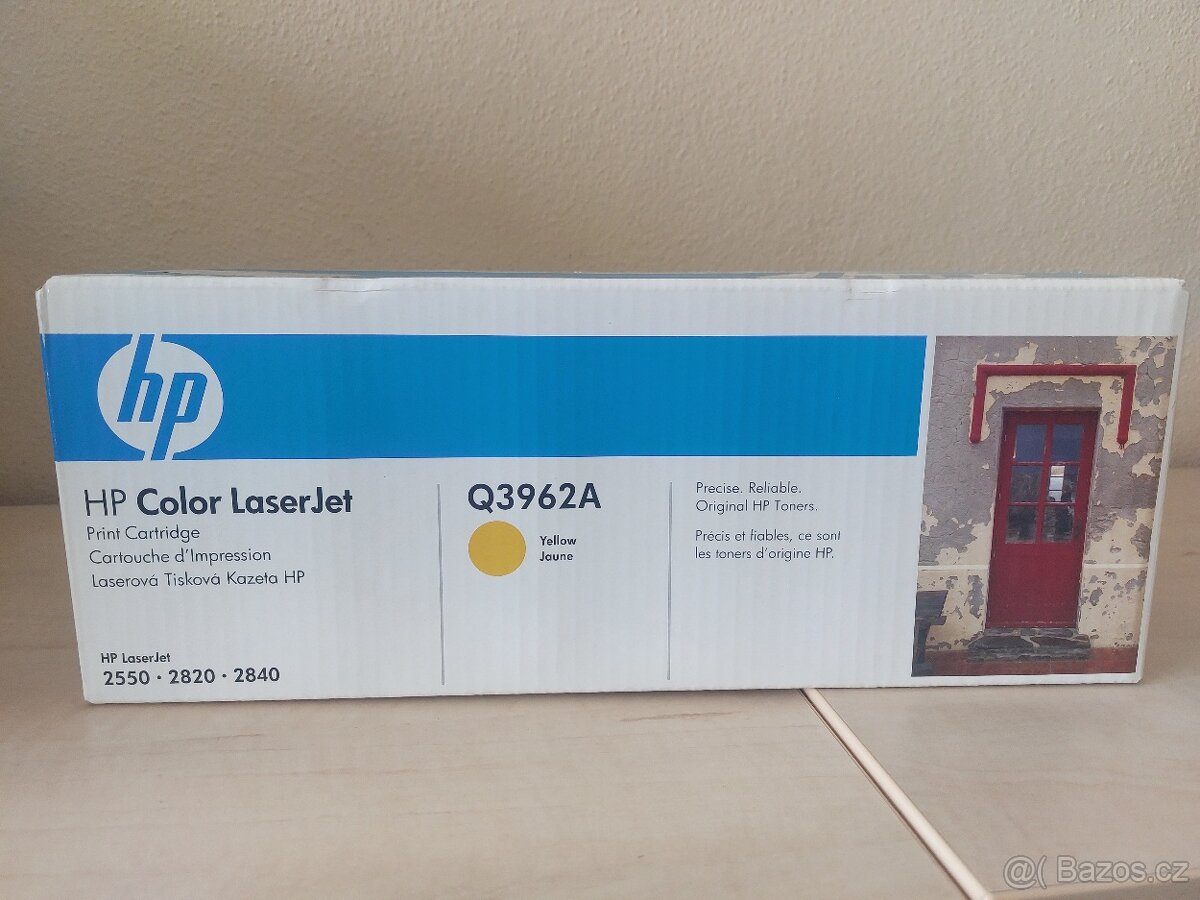 hp
HP Color LaserJet
Print Cartridge
Cartouche d'Impression
Laserová Tisková Kazeta HP
HP LaserJet
2550 · 2820 · 2840
Q3962A
Yellow
Jaune
Precise. Reliable.
Original HP Toners.
Précis et fiables, ce sont
les toners d'origine HP.
@( Bazos.cz